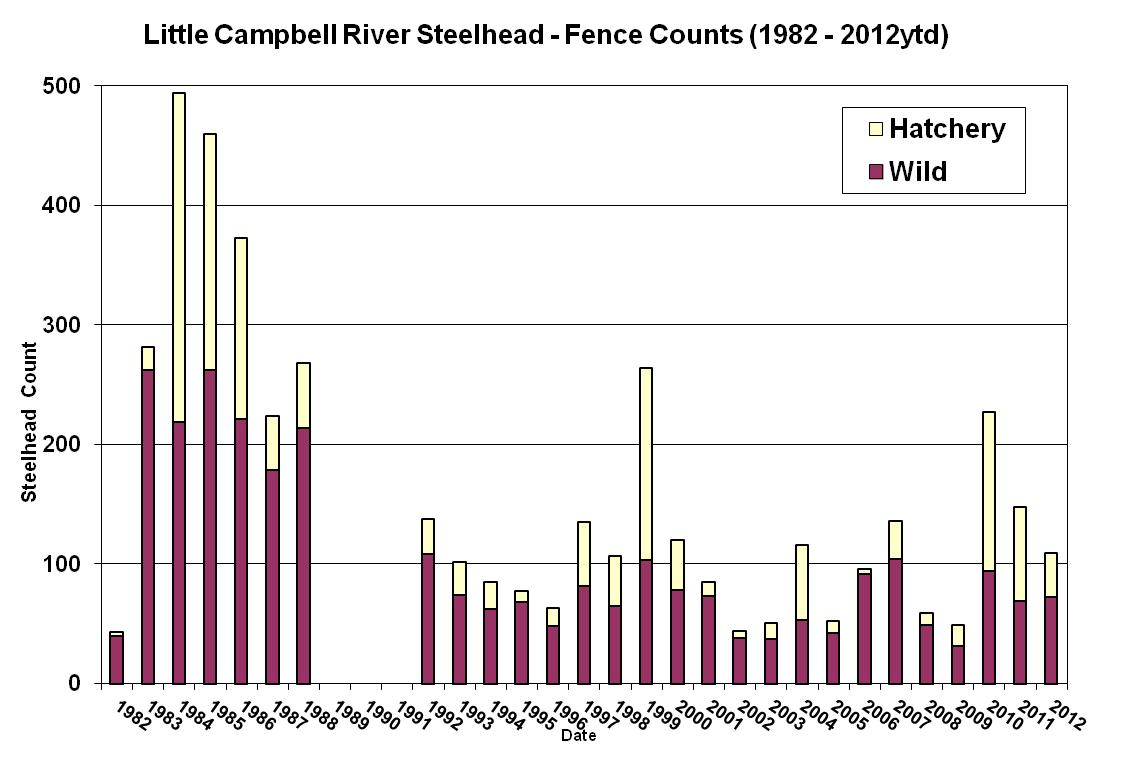 Little Campbell River Steelhead - Fence Counts (1982 - 2012ytd)
500
400
300
200
100
0
Steelhead Count
Hatchery
Wild
1982 1983 1984 1985 1986 1987 1988 1989 1990 1991 1992 1993 1994 1995 1996 1997 1998 1999 2000 2001 2002 2003 2004 2005 2006 2007 2008 2009 2010 2011 2012
Date